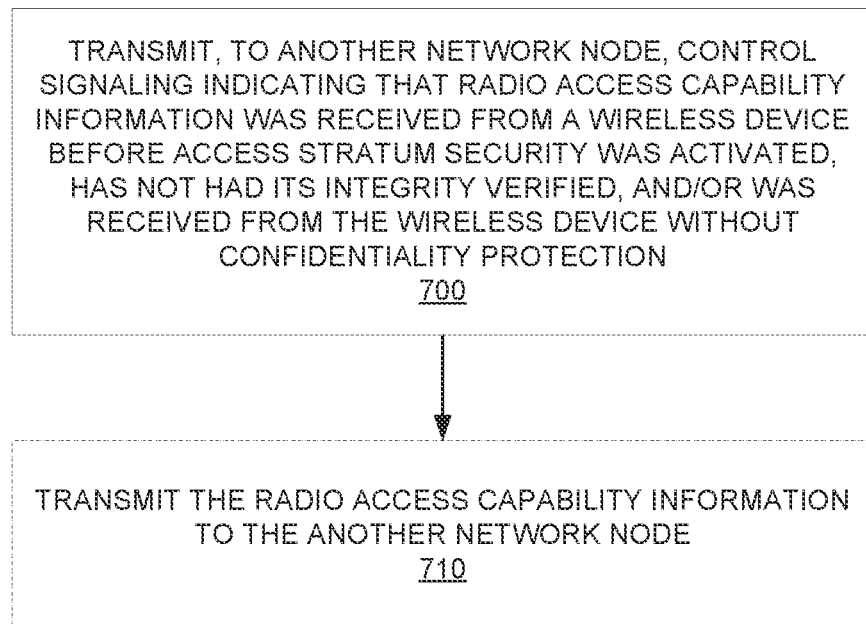 TRANSMIT, TO ANOTHER NETWORK NODE, CONTROL
SIGNALING INDICATING THAT RADIO ACCESS CAPABILITY
INFORMATION WAS RECEIVED FROM A WIRELESS DEVICE
BEFORE ACCESS STRATUM SECURITY WAS ACTIVATED,
HAS NOT HAD ITS INTEGRITY VERIFIED, AND/OR WAS
RECEIVED FROM THE WIRELESS DEVICE WITHOUT
CONFIDENTIALITY PROTECTION
700
TRANSMIT THE RADIO ACCESS CAPABILITY INFORMATION
TO THE ANOTHER NETWORK NODE
710